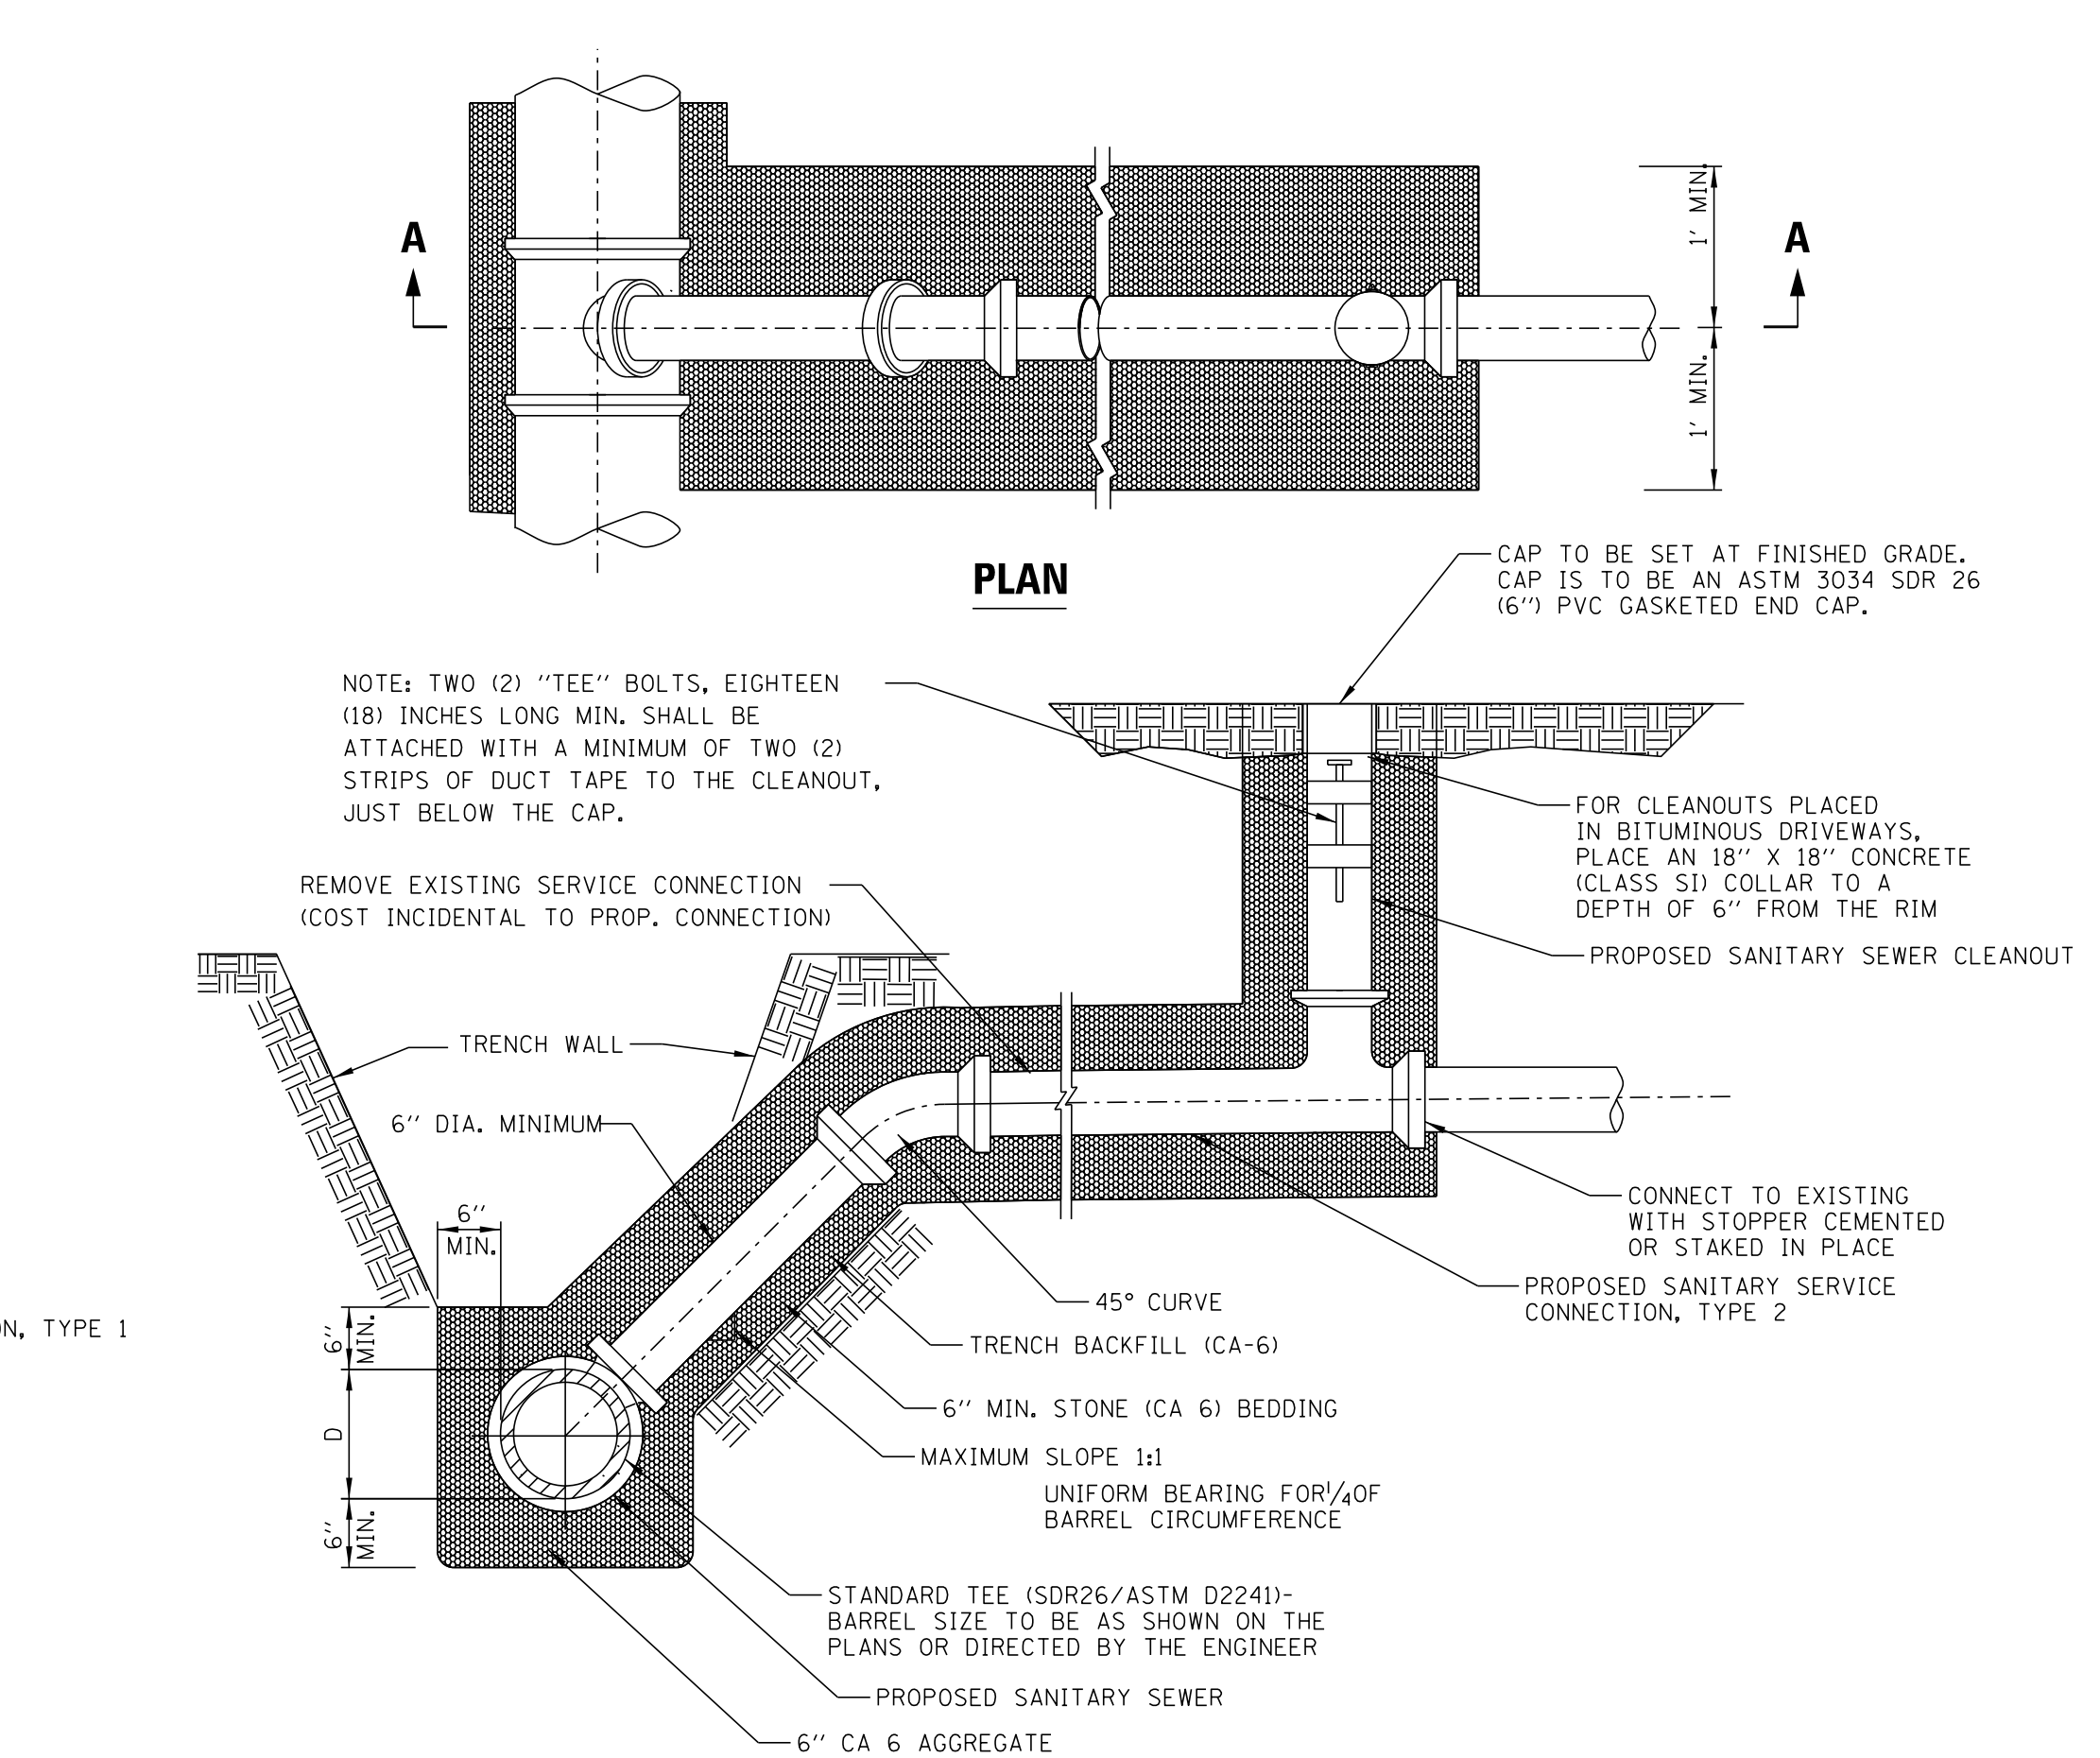 A
A
1' MIN.
1' MIN.
PLAN
CAP TO BE SET AT FINISHED GRADE.
CAP IS TO BE AN ASTM 3034 SDR 26
(6'') PVC GASKETED END CAP.
NOTE: TWO (2) ''TEE'' BOLTS, EIGHTEEN
(18) INCHES LONG MIN. SHALL BE
ATTACHED WITH A MINIMUM OF TWO (2)
STRIPS OF DUCT TAPE TO THE CLEANOUT,
JUST BELOW THE CAP.
FOR CLEANOUTS PLACED
IN BITUMINOUS DRIVEWAYS,
PLACE AN 18'' X 18'' CONCRETE
(CLASS SI) COLLAR TO A
DEPTH OF 6'' FROM THE RIM
REMOVE EXISTING SERVICE CONNECTION
(COST INCIDENTAL TO PROP. CONNECTION)
PROPOSED SANITARY SEWER CLEANOUT
TRENCH WALL
6'' DIA. MINIMUM
6''
MIN.
CONNECT TO EXISTING
WITH STOPPER CEMENTED
OR STAKED IN PLACE
PROPOSED SANITARY SERVICE
CONNECTION, TYPE 2
45° CURVE
N, TYPE 1
6''
MIN.
TRENCH BACKFILL (CA-6)
D
6'' MIN. STONE (CA 6) BEDDING
MAXIMUM SLOPE 1:1
UNIFORM BEARING FOR 1/4 OF
BARREL CIRCUMFERENCE
6''
MIN.
STANDARD TEE (SDR26/ASTM D2241)-
BARREL SIZE TO BE AS SHOWN ON THE
PLANS OR DIRECTED BY THE ENGINEER
PROPOSED SANITARY SEWER
6'' CA 6 AGGREGATE